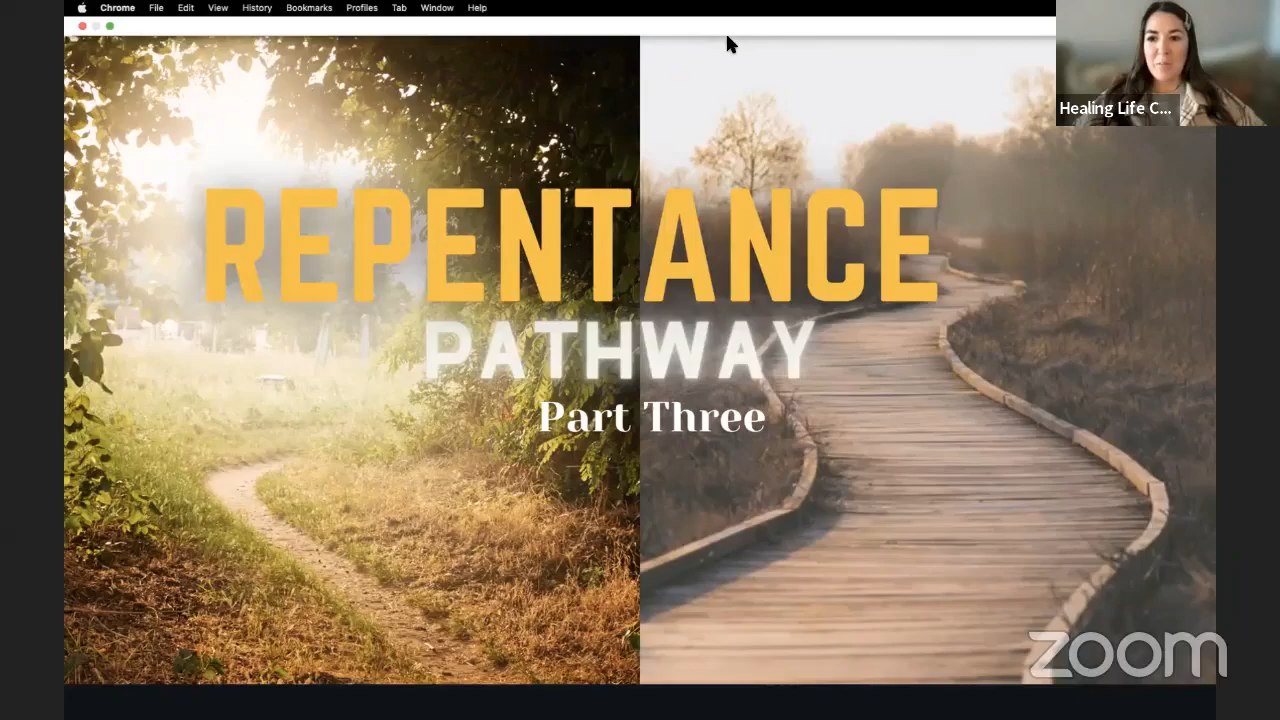 Chrome File Edit View History Bookmarks Profiles Tab Window Help
Healing Life C...
REPENTANCE
PATHWAY
Part Three
zoom